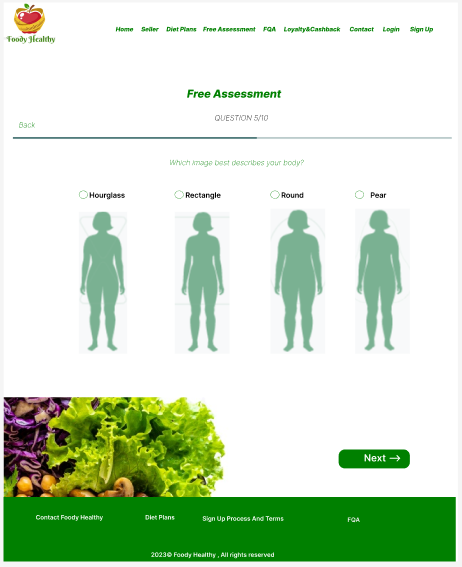 Foody Healthy
Home Seller Diet Plans Free Assessment FQA Loyalty&Cashback Contact Login Sign Up
Free Assessment
QUESTION 5/10
Back
Which image best describes your body?
Hourglass Rectangle Round Pear
Next
Contact Foody Healthy Diet Plans Sign Up Process And Terms FQA
2023© Foody Healthy , All rights reserved